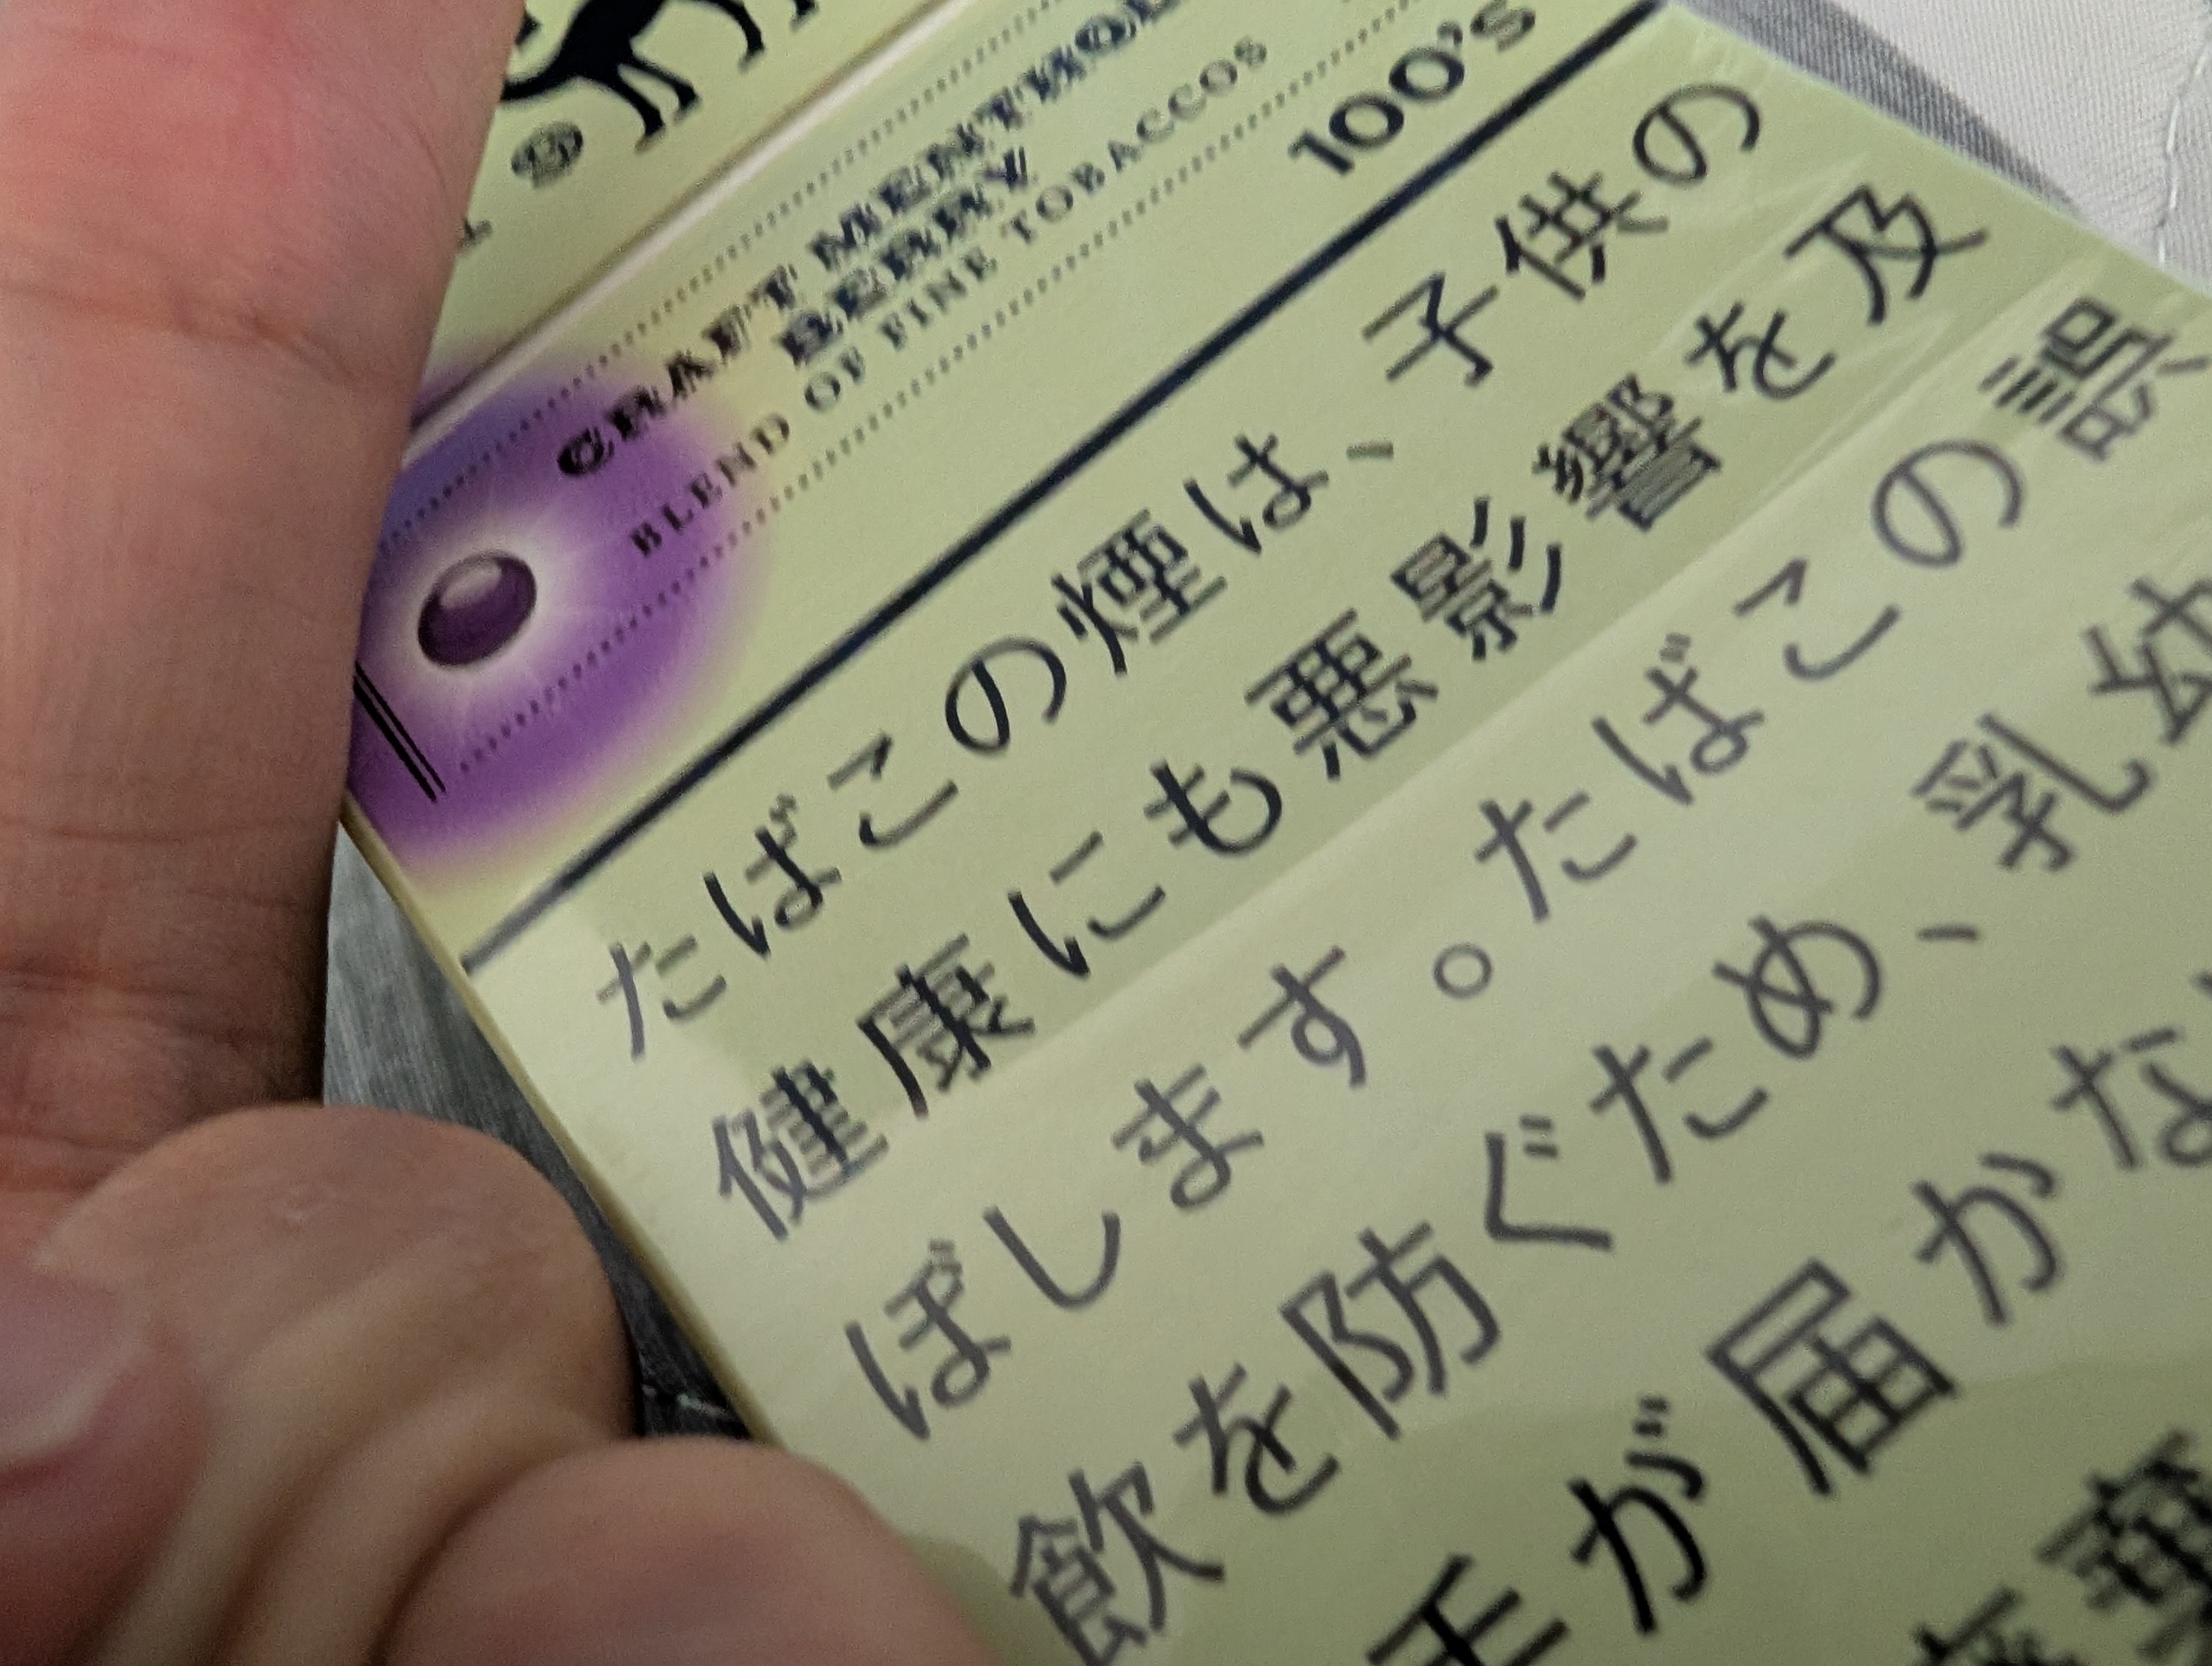 CRAFT MENTHOL
BERRY
BLEND OF FINE TOBACCOS
100's
たばこの煙は、子供の
健康にも悪影響を及
ぼします。たばこの誤
飲を防ぐため、乳幼
手が届かな